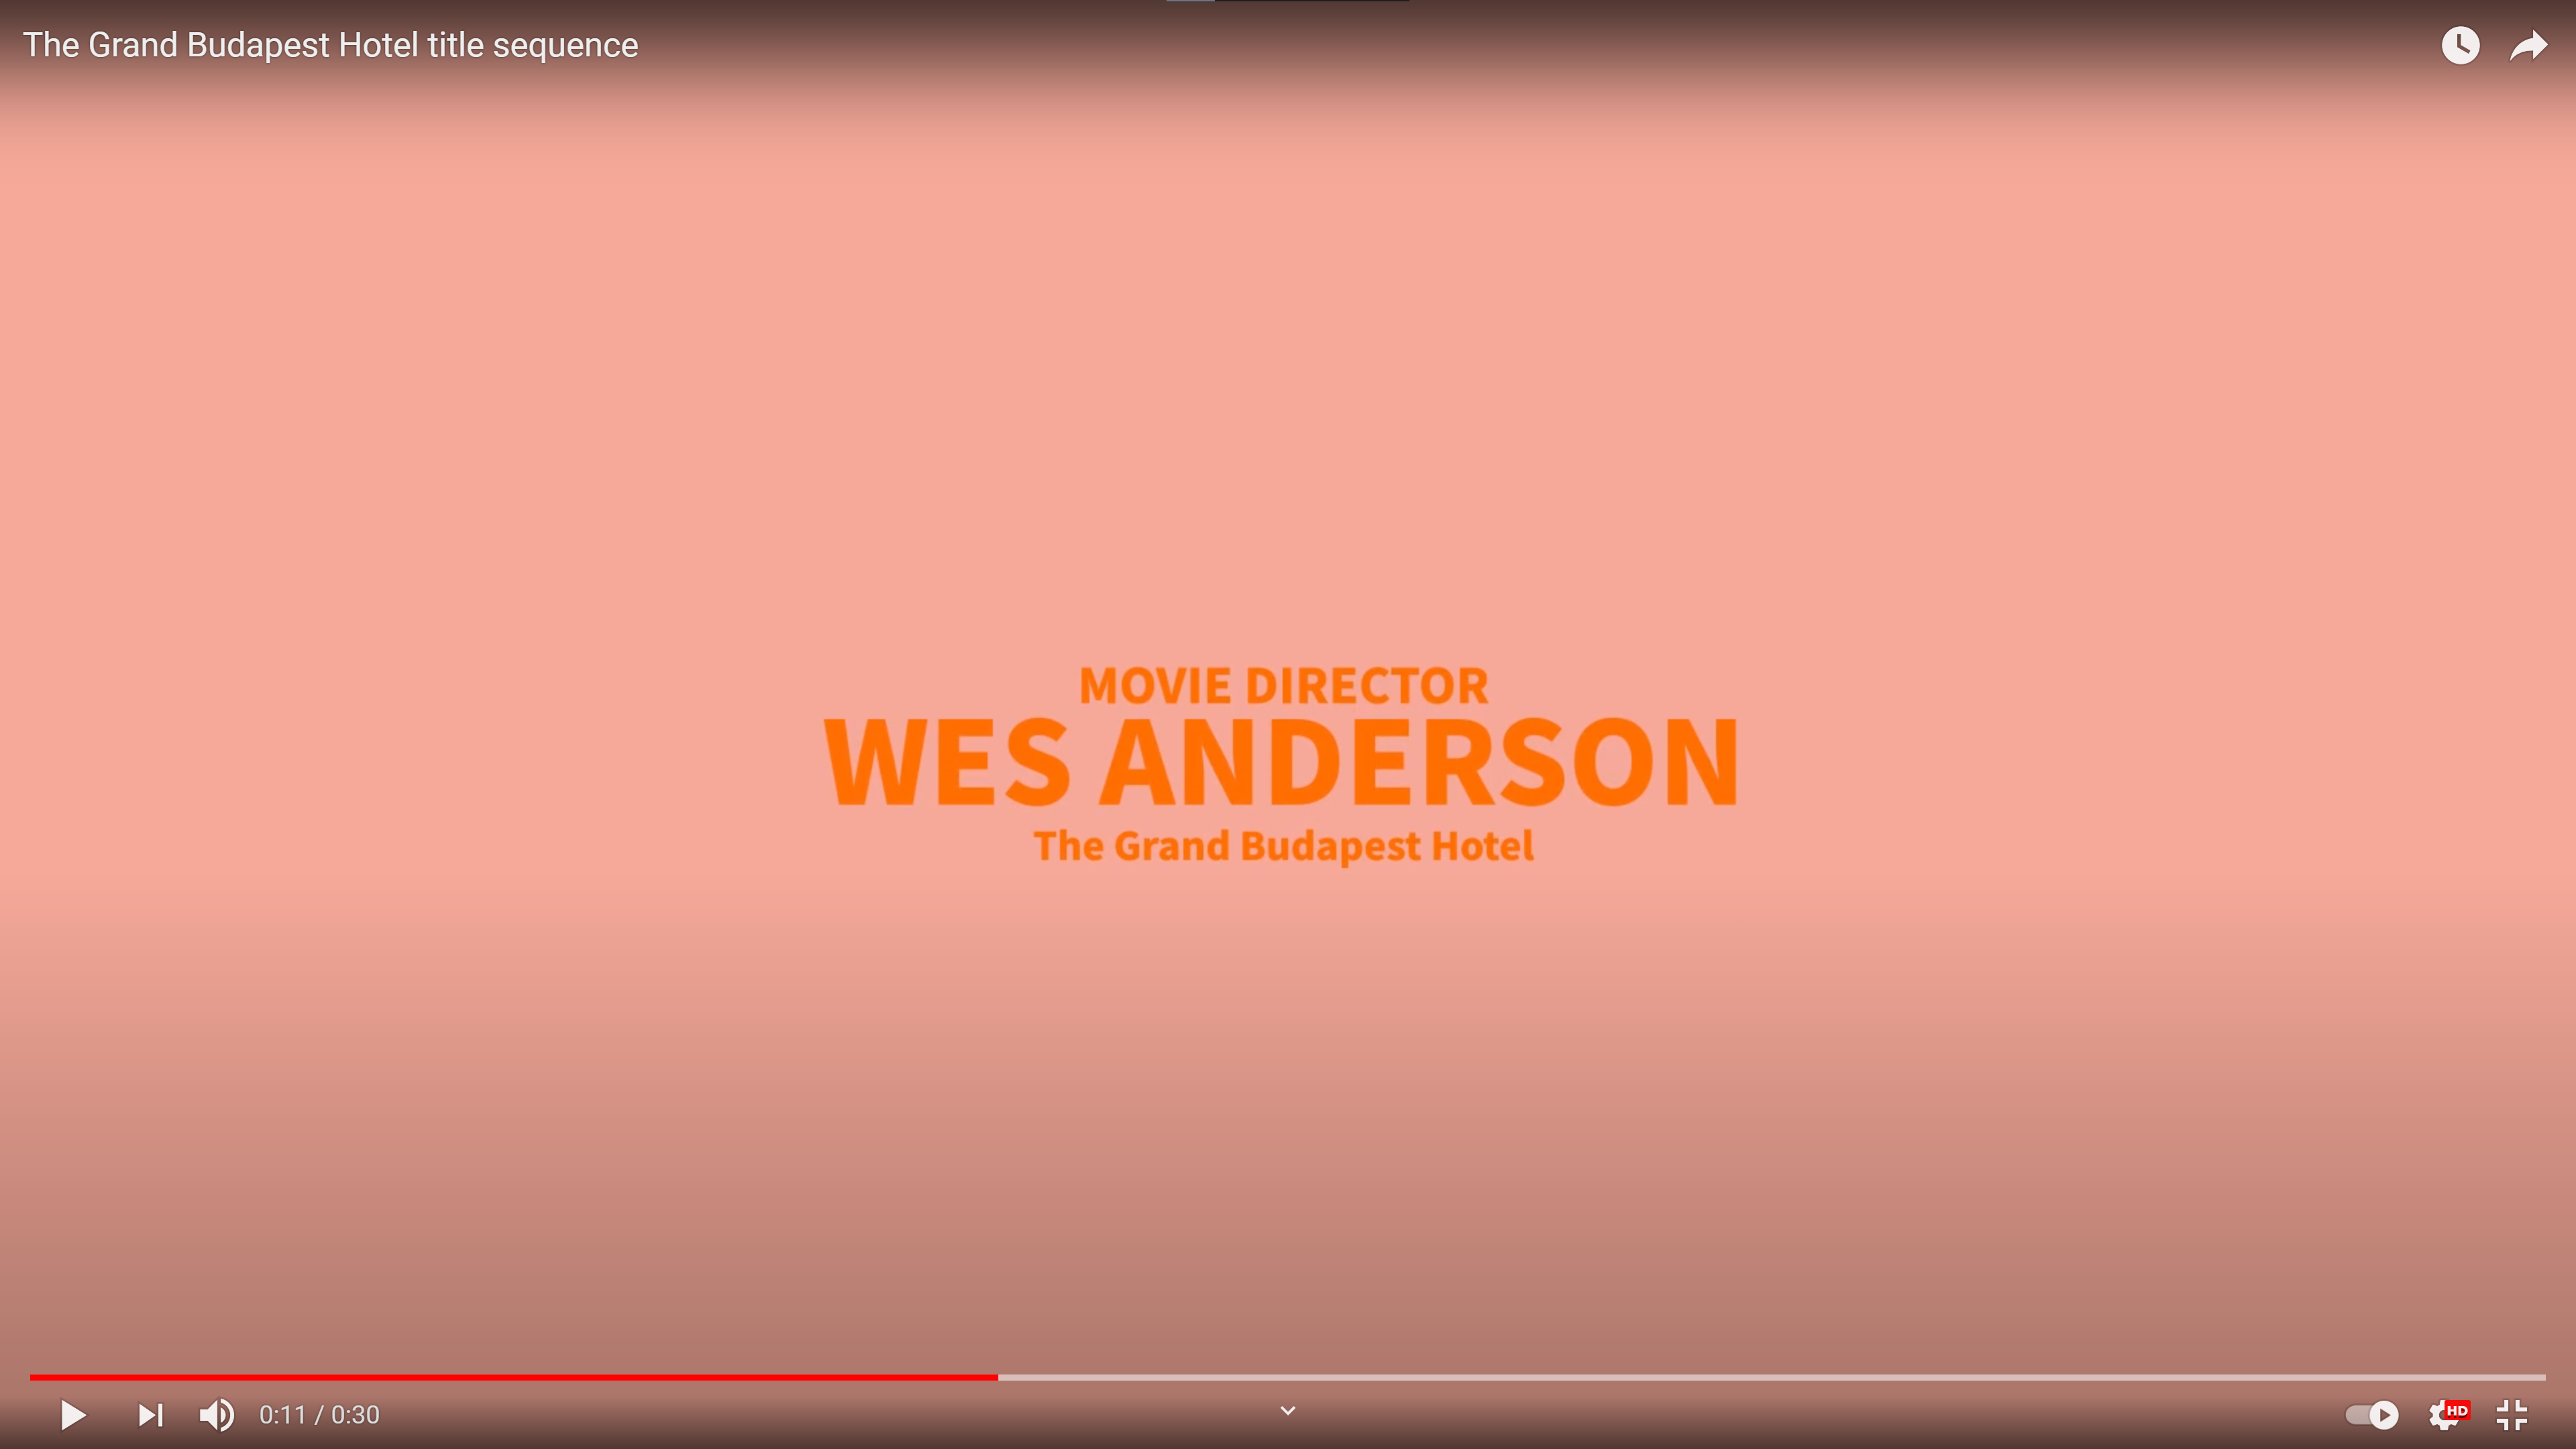 The Grand Budapest Hotel title sequence
MOVIE DIRECTOR
WES ANDERSON
The Grand Budapest Hotel
0:11 / 0:30
HD